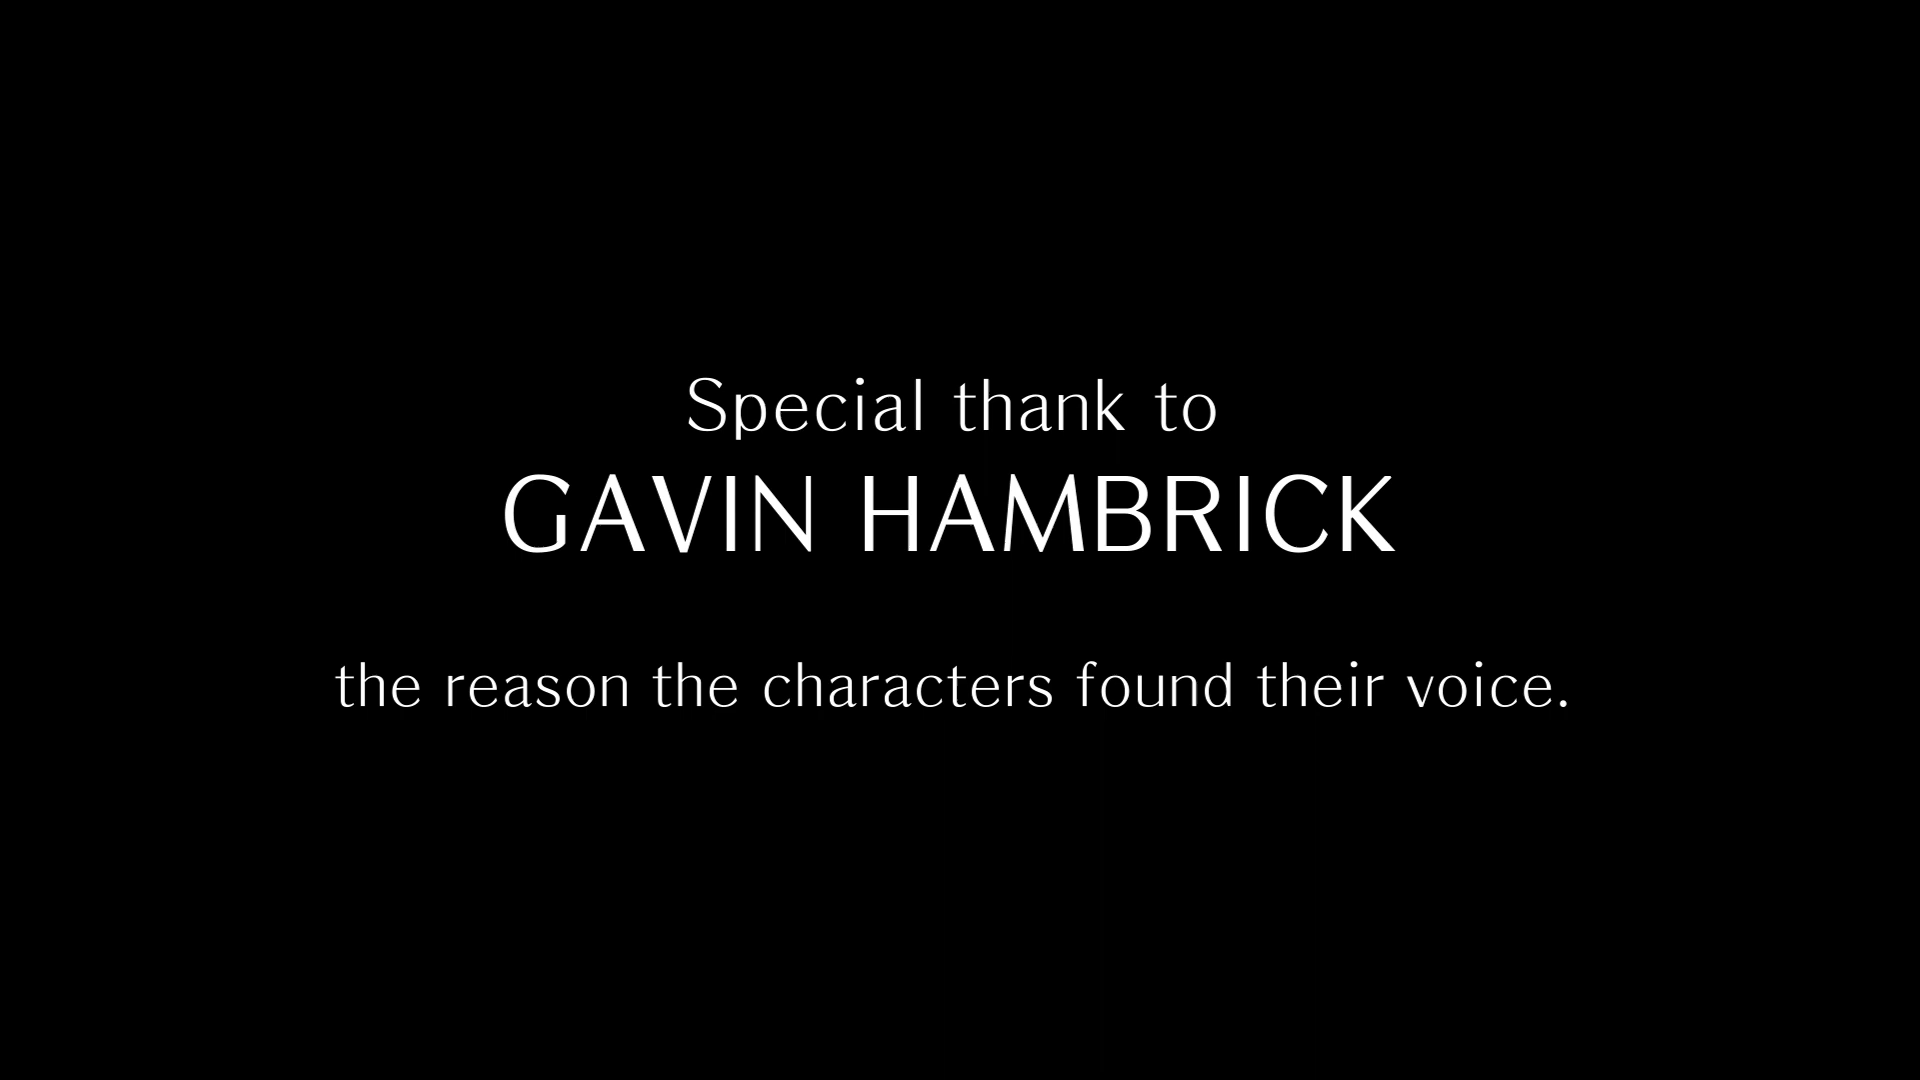 Special thank to
GAVIN HAMBRICK
the reason the characters found their voice.